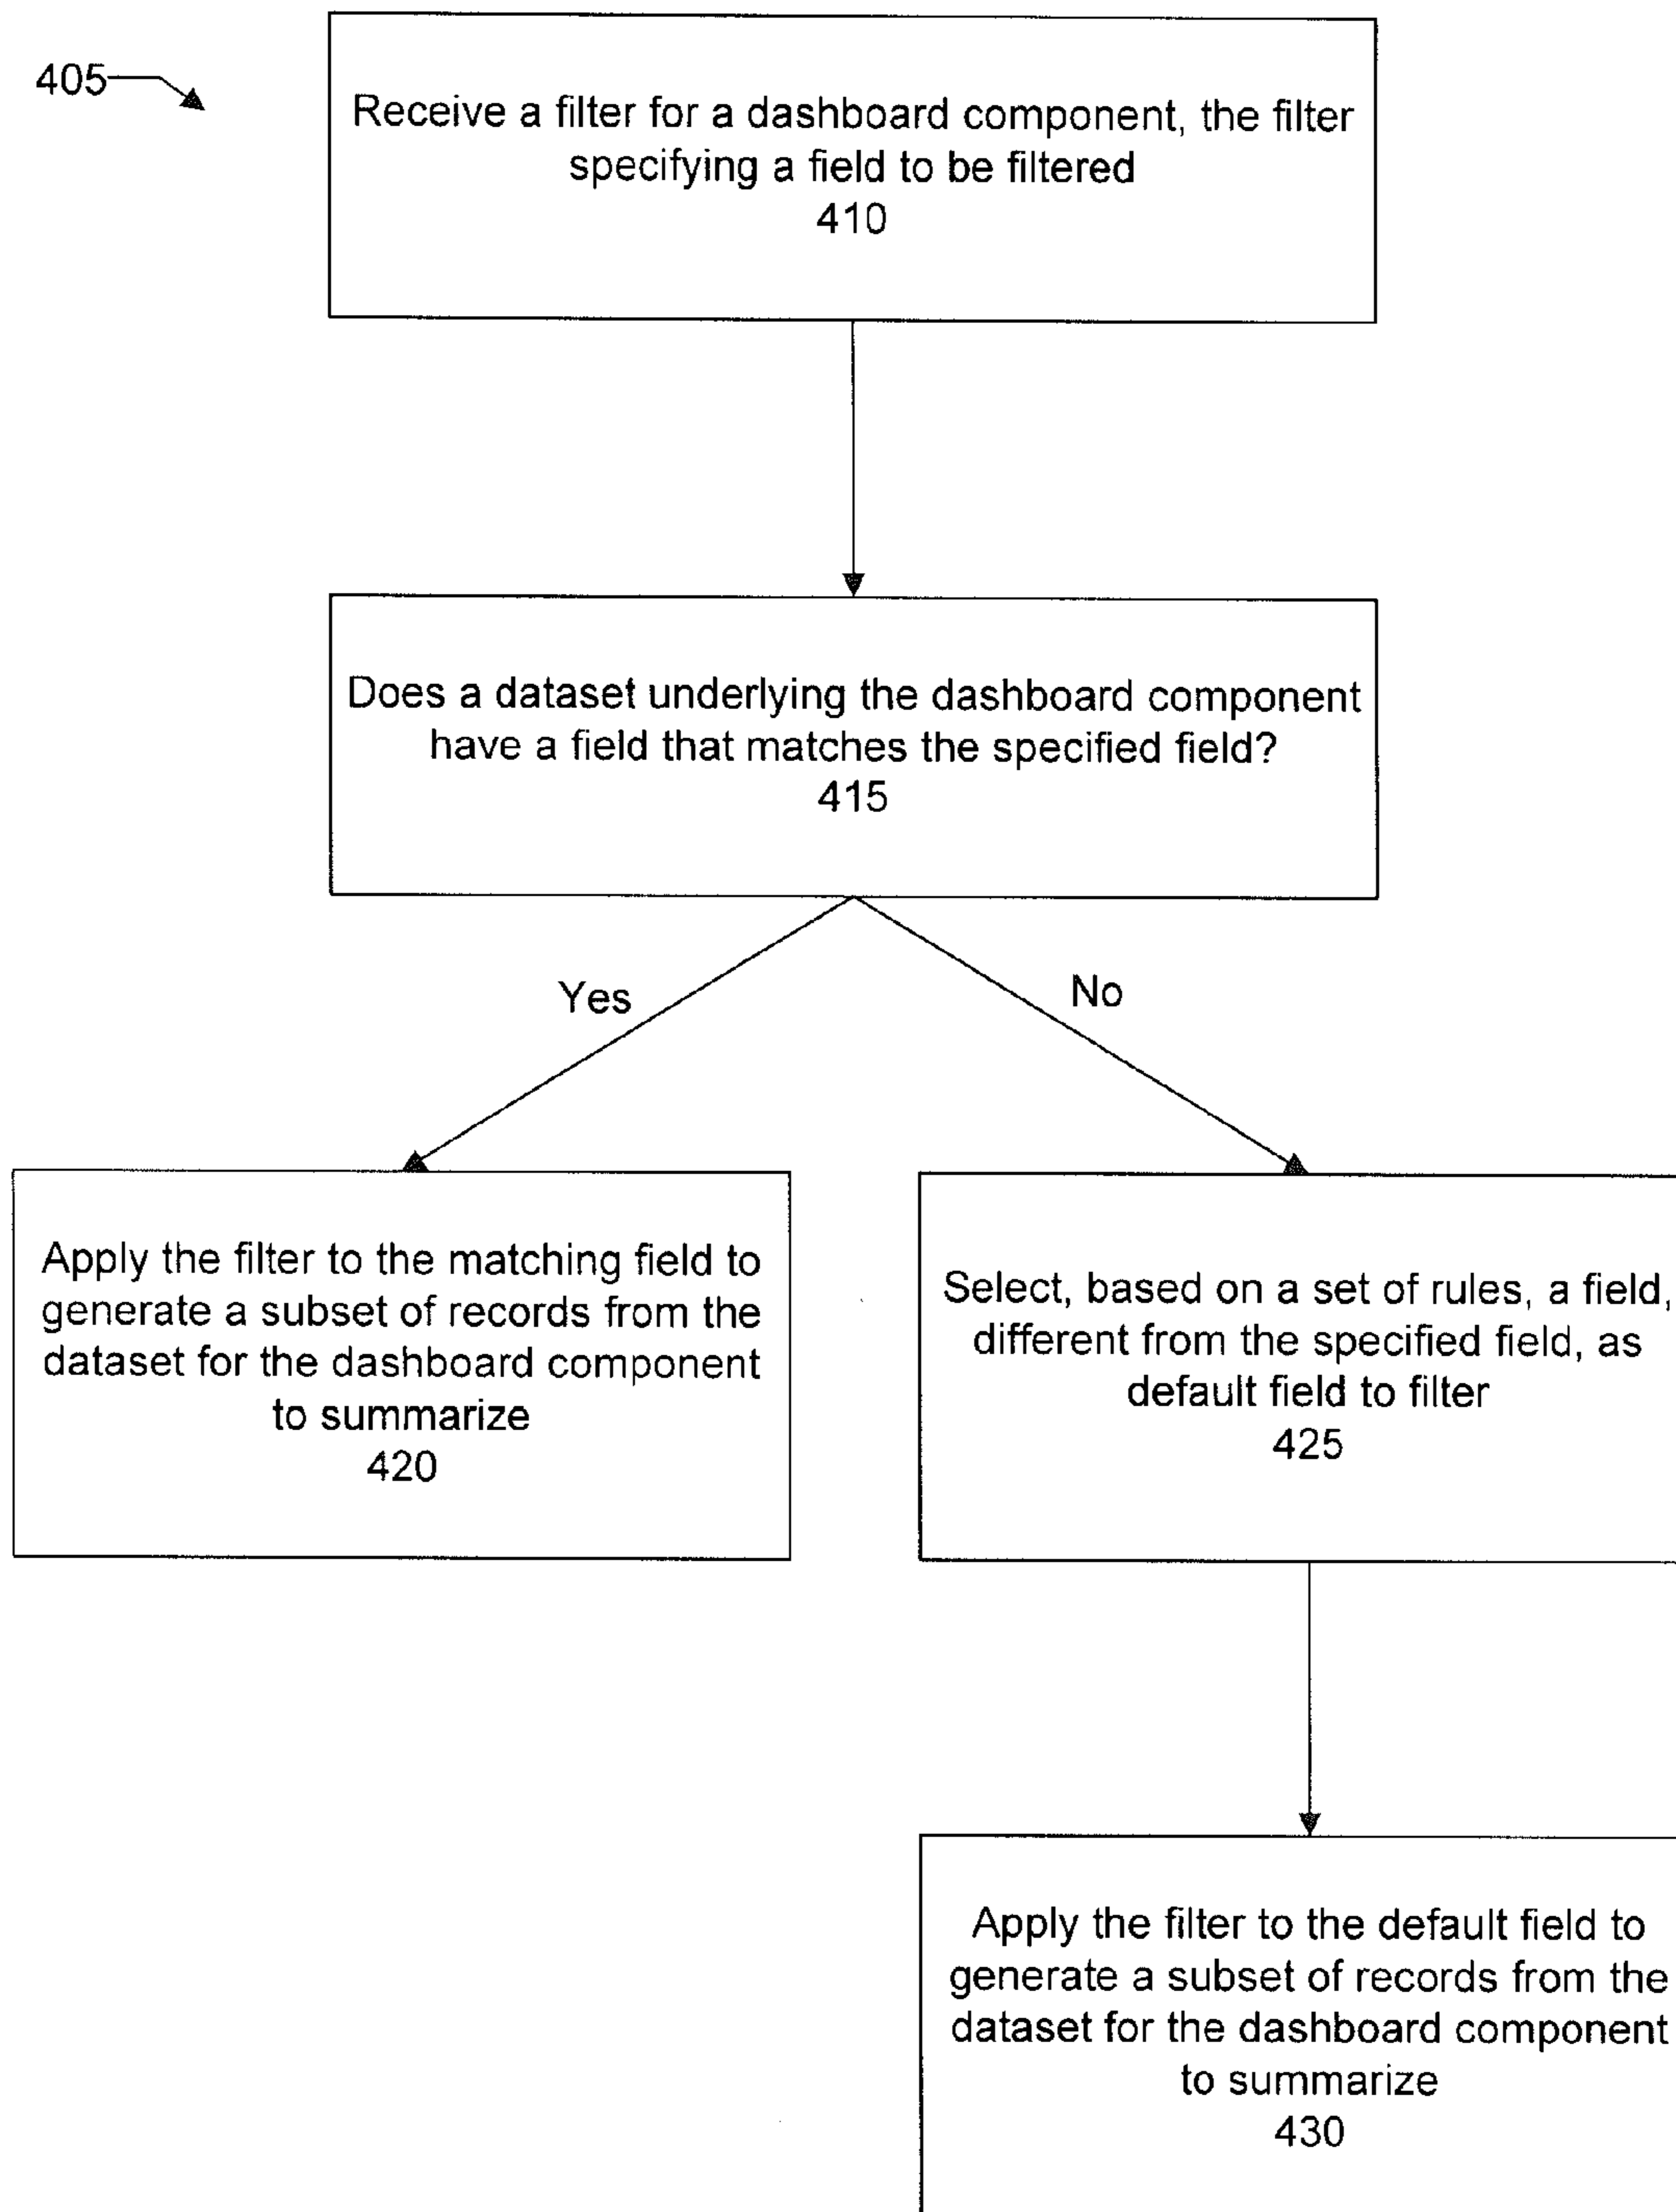 405
Receive a filter for a dashboard component, the filter
specifying a field to be filtered
410
Does a dataset underlying the dashboard component
have a field that matches the specified field?
415
Yes
No
Apply the filter to the matching field to
generate a subset of records from the
dataset for the dashboard component
to summarize
420
Select, based on a set of rules, a field,
different from the specified field, as
default field to filter
425
Apply the filter to the default field to
generate a subset of records from the
dataset for the dashboard component
to summarize
430